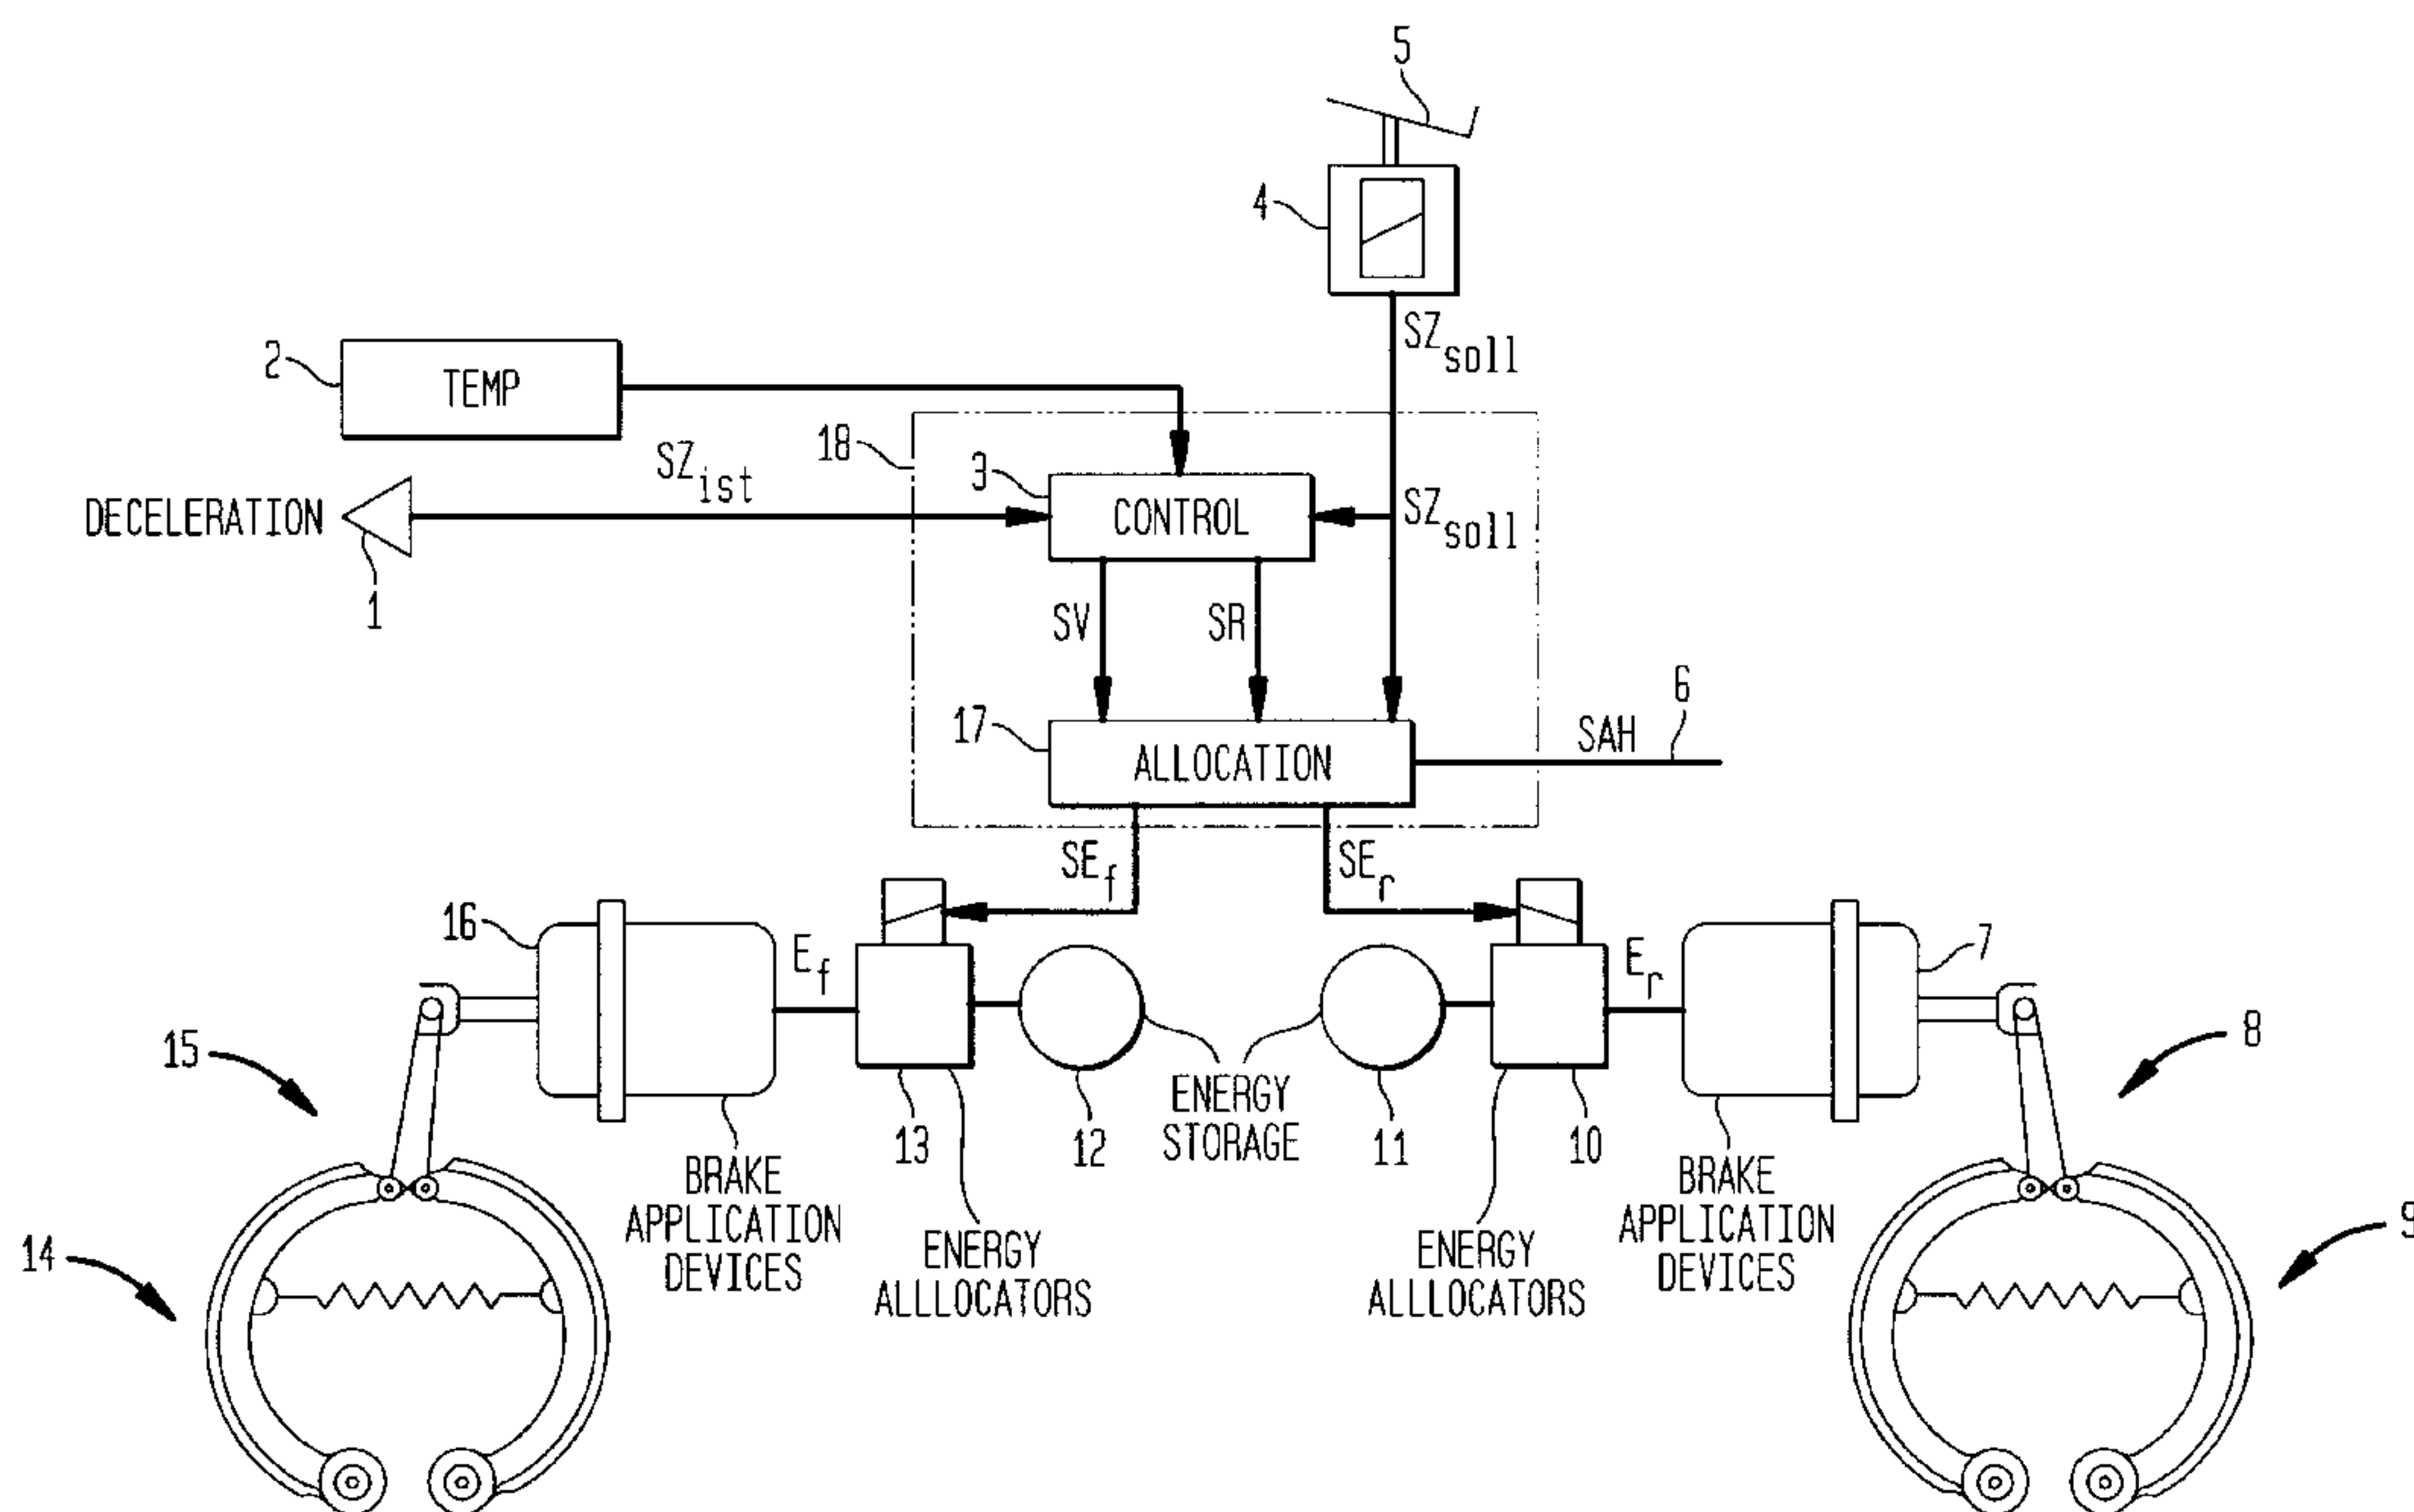 5
4
SZsoll
2
TEMP
18
SZist
3
CONTROL
SZsoll
DECELERATION
1
SV
SR
6
SAH
17
ALLOCATION
SEf
SEr
16
Ef
Er
7
15
8
13
12
ENERGY
STORAGE
11
10
BRAKE
APPLICATION
DEVICES
BRAKE
APPLICATION
DEVICES
14
9
ENERGY
ALLLOCATORS
ENERGY
ALLLOCATORS